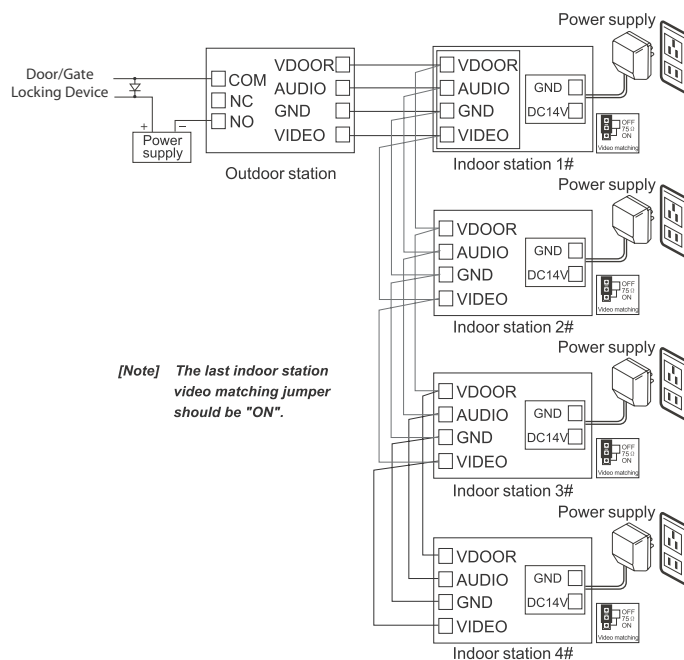 Power supply
Door/Gate
Locking Device
+ −
Power
supply
COM
NC
NO
VDOOR
AUDIO
GND
VIDEO
Outdoor station
VDOOR
AUDIO
GND
VIDEO
GND
DC14V
OFF
75Ω
ON
Video matching
Indoor station 1#
Power supply
VDOOR
AUDIO
GND
VIDEO
GND
DC14V
OFF
75Ω
ON
Video matching
Indoor station 2#
Power supply
[Note] The last indoor station
video matching jumper
should be "ON".
VDOOR
AUDIO
GND
VIDEO
GND
DC14V
OFF
75Ω
ON
Video matching
Indoor station 3#
Power supply
VDOOR
AUDIO
GND
VIDEO
GND
DC14V
OFF
75Ω
ON
Video matching
Indoor station 4#